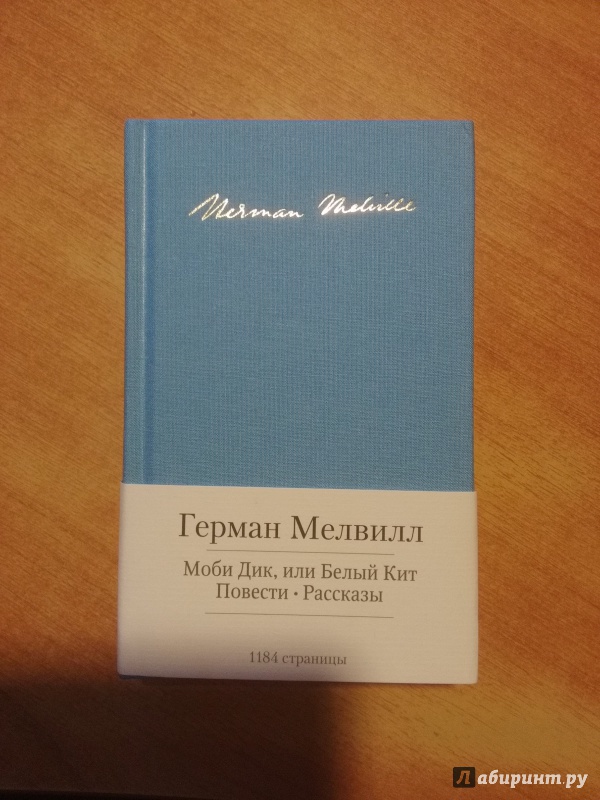 Herman Melville
Герман Мелвилл
Моби Дик, или Белый Кит
Повести • Рассказы
1184 страницы
Лабиринт.ру